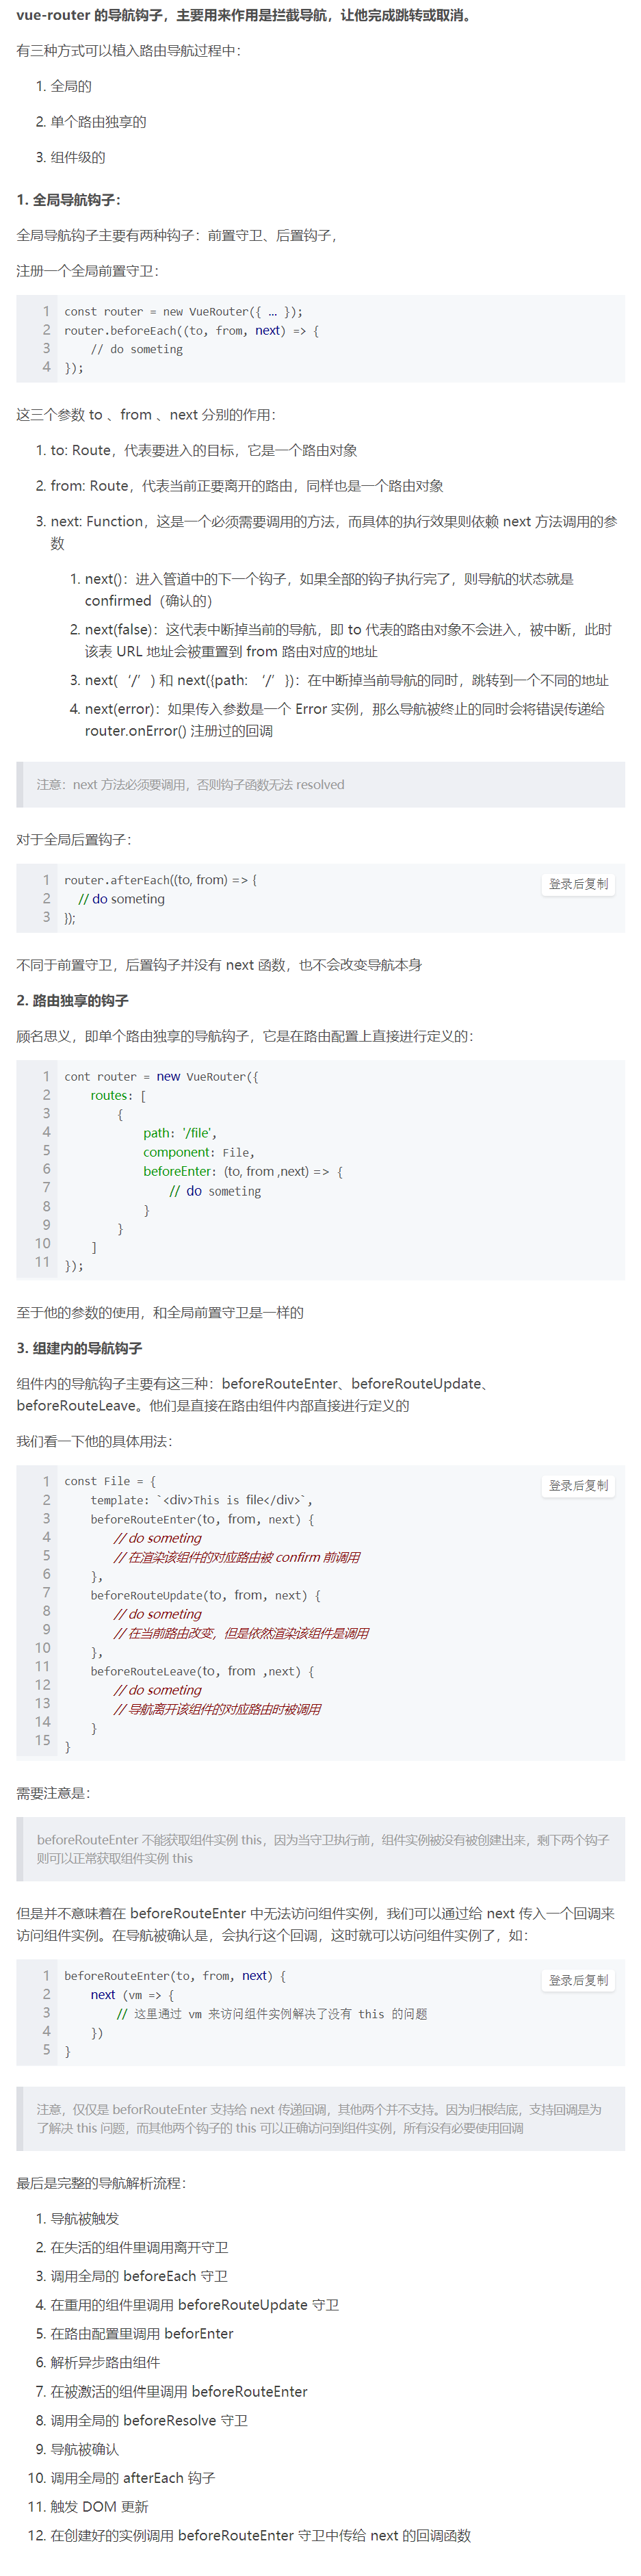 vue-router 的导航钩子，主要用来作用是拦截导航，让他完成跳转或取消。
有三种方式可以植入路由导航过程中：
1. 全局的
2. 单个路由独享的
3. 组件级的
1. 全局导航钩子：
全局导航钩子主要有两种钩子：前置守卫、后置钩子，
注册一个全局前置守卫：
1 const router = new VueRouter({ … });
2 router.beforeEach((to, from, next) => {
3     // do someting
4 });
这三个参数 to 、from 、next 分别的作用：
1. to: Route，代表要进入的目标，它是一个路由对象
2. from: Route，代表当前正要离开的路由，同样也是一个路由对象
3. next: Function，这是一个必须需要调用的方法，而具体的执行效果则依赖 next 方法调用的参
数
1. next()：进入管道中的下一个钩子，如果全部的钩子执行完了，则导航的状态就是
confirmed（确认的）
2. next(false)：这代表中断掉当前的导航，即 to 代表的路由对象不会进入，被中断，此时
该表 URL 地址会被重置到 from 路由对应的地址
3. next(‘/’) 和 next({path: ‘/’})：在中断掉当前导航的同时，跳转到一个不同的地址
4. next(error)：如果传入参数是一个 Error 实例，那么导航被终止的同时会将错误传递给
router.onError() 注册过的回调
注意：next 方法必须要调用，否则钩子函数无法 resolved
对于全局后置钩子：
1 router.afterEach((to, from) => {
登录后复制
2     // do someting
3 });
不同于前置守卫，后置钩子并没有 next 函数，也不会改变导航本身
2. 路由独享的钩子
顾名思义，即单个路由独享的导航钩子，它是在路由配置上直接进行定义的：
1 cont router = new VueRouter({
2     routes: [
3         {
4             path: '/file',
5             component: File,
6             beforeEnter: (to, from ,next) => {
7                 // do someting
8             }
9         }
10     ]
11 });
至于他的参数的使用，和全局前置守卫是一样的
3. 组建内的导航钩子
组件内的导航钩子主要有这三种：beforeRouteEnter、beforeRouteUpdate、
beforeRouteLeave。他们是直接在路由组件内部直接进行定义的
我们看一下他的具体用法：
1 const File = {
登录后复制
2     template: `<div>This is file</div>`,
3     beforeRouteEnter(to, from, next) {
4         // do someting
5         // 在渲染该组件的对应路由被 confirm 前调用
6     },
7     beforeRouteUpdate(to, from, next) {
8         // do someting
9         // 在当前路由改变，但是依然渲染该组件是调用
10     },
11     beforeRouteLeave(to, from ,next) {
12         // do someting
13         // 导航离开该组件的对应路由时被调用
14     }
15 }
需要注意是：
beforeRouteEnter 不能获取组件实例 this，因为当守卫执行前，组件实例被没有被创建出来，剩下两个钩子
则可以正常获取组件实例 this
但是并不意味着在 beforeRouteEnter 中无法访问组件实例，我们可以通过给 next 传入一个回调来
访问组件实例。在导航被确认是，会执行这个回调，这时就可以访问组件实例了，如：
1 beforeRouteEnter(to, from, next) {
登录后复制
2     next (vm => {
3         // 这里通过 vm 来访问组件实例解决了没有 this 的问题
4     })
5 }
注意，仅仅是 beforRouteEnter 支持给 next 传递回调，其他两个并不支持。因为归根结底，支持回调是为
了解决 this 问题，而其他两个钩子的 this 可以正确访问到组件实例，所有没有必要使用回调
最后是完整的导航解析流程：
1. 导航被触发
2. 在失活的组件里调用离开守卫
3. 调用全局的 beforeEach 守卫
4. 在重用的组件里调用 beforeRouteUpdate 守卫
5. 在路由配置里调用 beforEnter
6. 解析异步路由组件
7. 在被激活的组件里调用 beforeRouteEnter
8. 调用全局的 beforeResolve 守卫
9. 导航被确认
10. 调用全局的 afterEach 钩子
11. 触发 DOM 更新
12. 在创建好的实例调用 beforeRouteEnter 守卫中传给 next 的回调函数